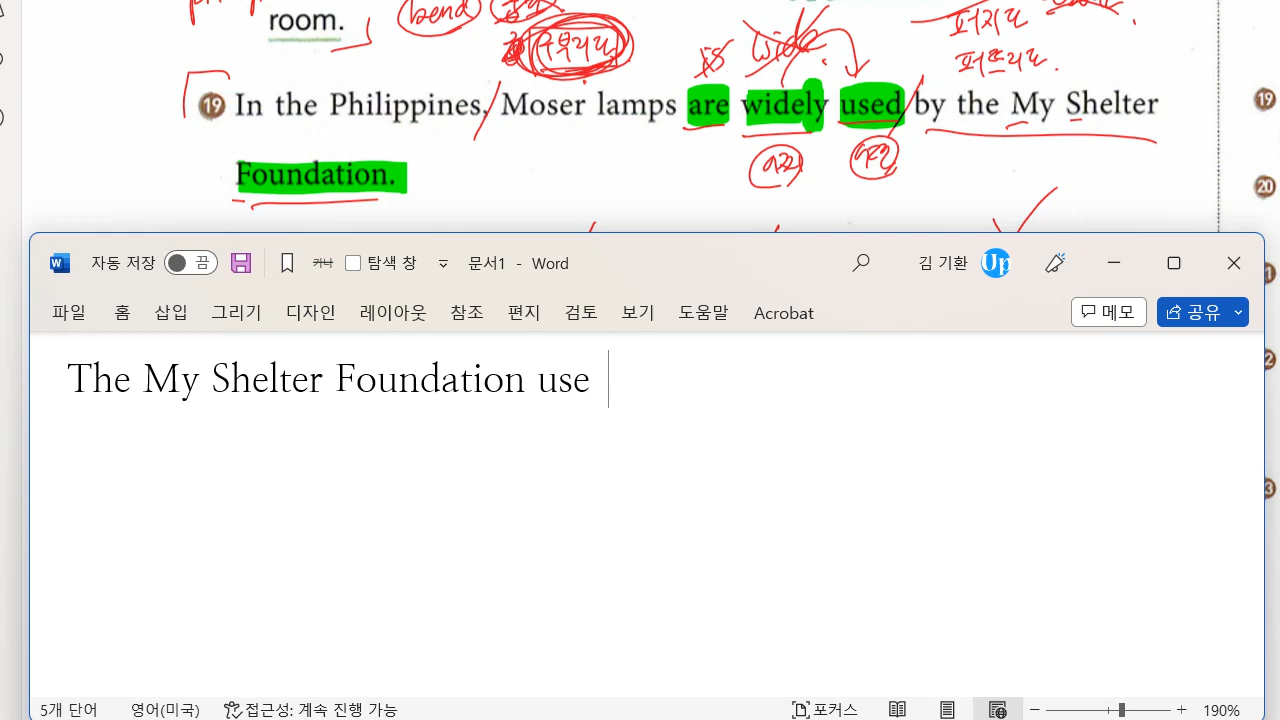 room.
bend
구부리다
wide
퍼지다
퍼뜨리다.
19 In the Philippines, Moser lamps are widely used by the My Shelter
19
Foundation.
20
자동 저장 끔 가나 탐색 창 문서1 - Word 김 기환 Up
파일 홈 삽입 그리기 디자인 레이아웃 참조 편지 검토 보기 도움말 Acrobat 메모 공유
The My Shelter Foundation use
5개 단어 영어(미국) 접근성: 계속 진행 가능 포커스 190%